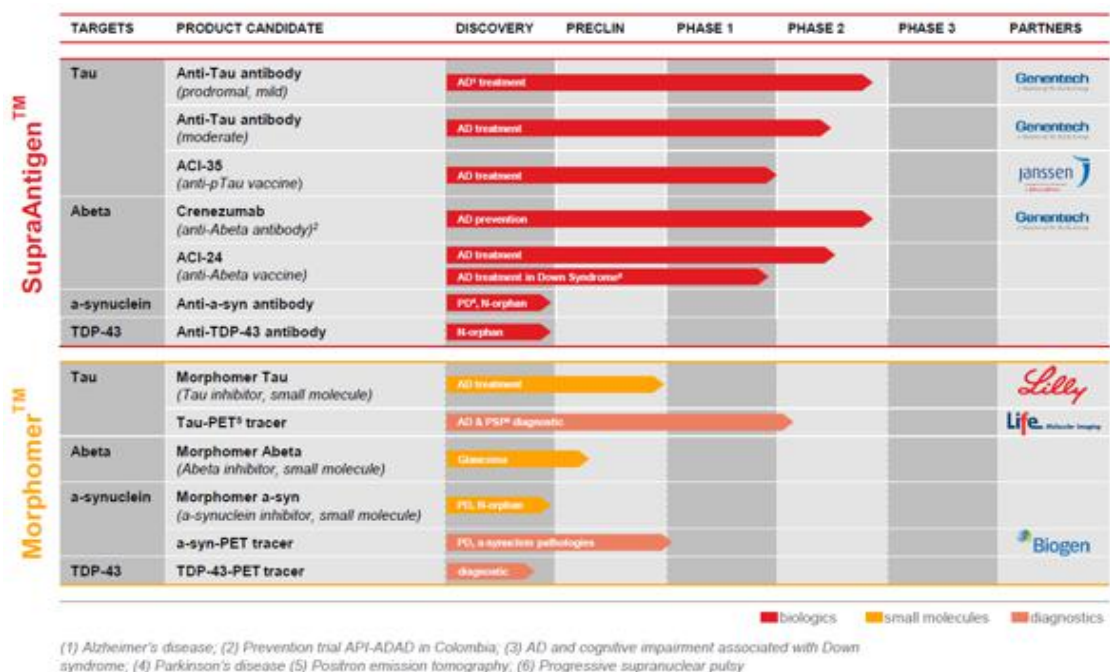 TARGETS PRODUCT CANDIDATE DISCOVERY PRECLIN PHASE 1 PHASE 2 PHASE 3 PARTNERS
SupraAntigen™
Tau Anti-Tau antibody
(prodromal, mild)
AD¹ treatment
Genentech
Anti-Tau antibody
(moderate)
AD treatment
Genentech
ACI-35
(anti-pTau vaccine)
AD treatment
janssen
Abeta Crenezumab
(anti-Abeta antibody)²
AD prevention
Genentech
ACI-24
(anti-Abeta vaccine)
AD treatment
AD treatment in Down Syndrome³
a-synuclein Anti-a-syn antibody PD⁴, N-orphan
TDP-43 Anti-TDP-43 antibody N-orphan
Morphomer™
Tau Morphomer Tau
(Tau inhibitor, small molecule)
AD treatment
Lilly
Tau-PET⁵ tracer AD & PSP⁶ diagnostic Life Molecular Imaging
Abeta Morphomer Abeta
(Abeta inhibitor, small molecule)
Glaucoma
a-synuclein Morphomer a-syn
(a-synuclein inhibitor, small molecule)
PD, N-orphan
a-syn-PET tracer PD, a-synuclein pathologies Biogen
TDP-43 TDP-43-PET tracer diagnostic
biologics small molecules diagnostics
(1) Alzheimer's disease; (2) Prevention trial API-ADAD in Colombia; (3) AD and cognitive impairment associated with Down
syndrome; (4) Parkinson's disease (5) Positron emission tomography; (6) Progressive supranuclear pulsy